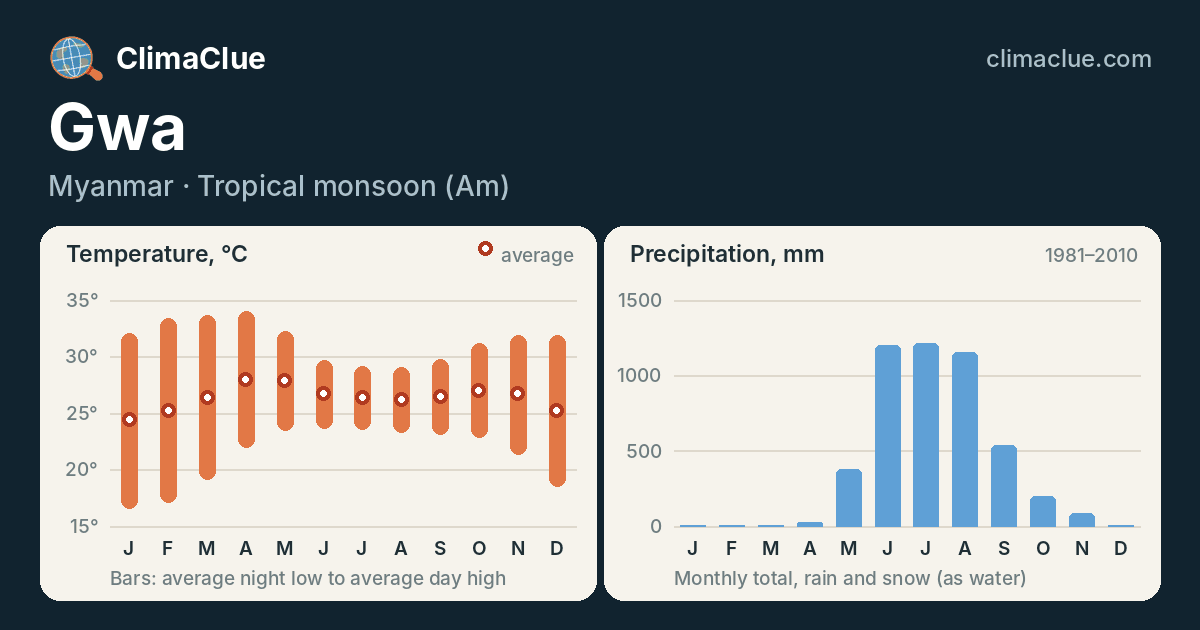 ClimaClue
climaclue.com
Gwa
Myanmar · Tropical monsoon (Am)
Temperature, °C
average
35°
30°
25°
20°
15°
J F M A M J J A S O N D
Bars: average night low to average day high
Precipitation, mm
1981–2010
1500
1000
500
0
J F M A M J J A S O N D
Monthly total, rain and snow (as water)